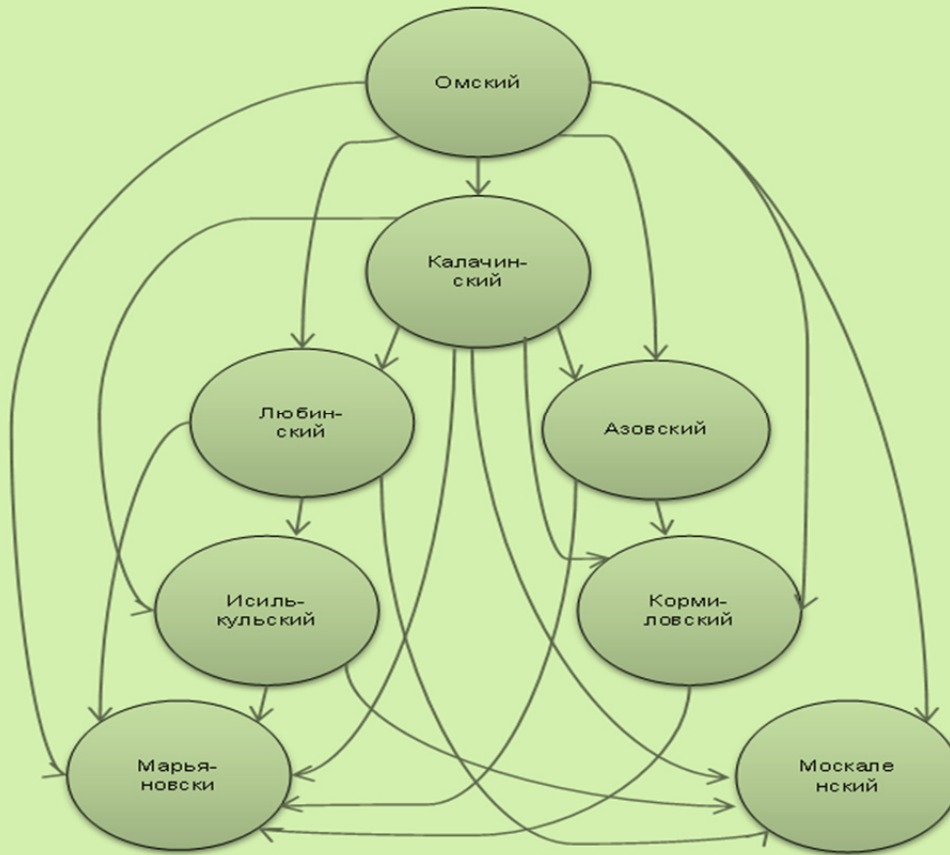 Омский
Калачин-
ский
Любин-
ский
Азовский
Исиль-
кульский
Корми-
ловский
Марья-
новски
Москале
нский